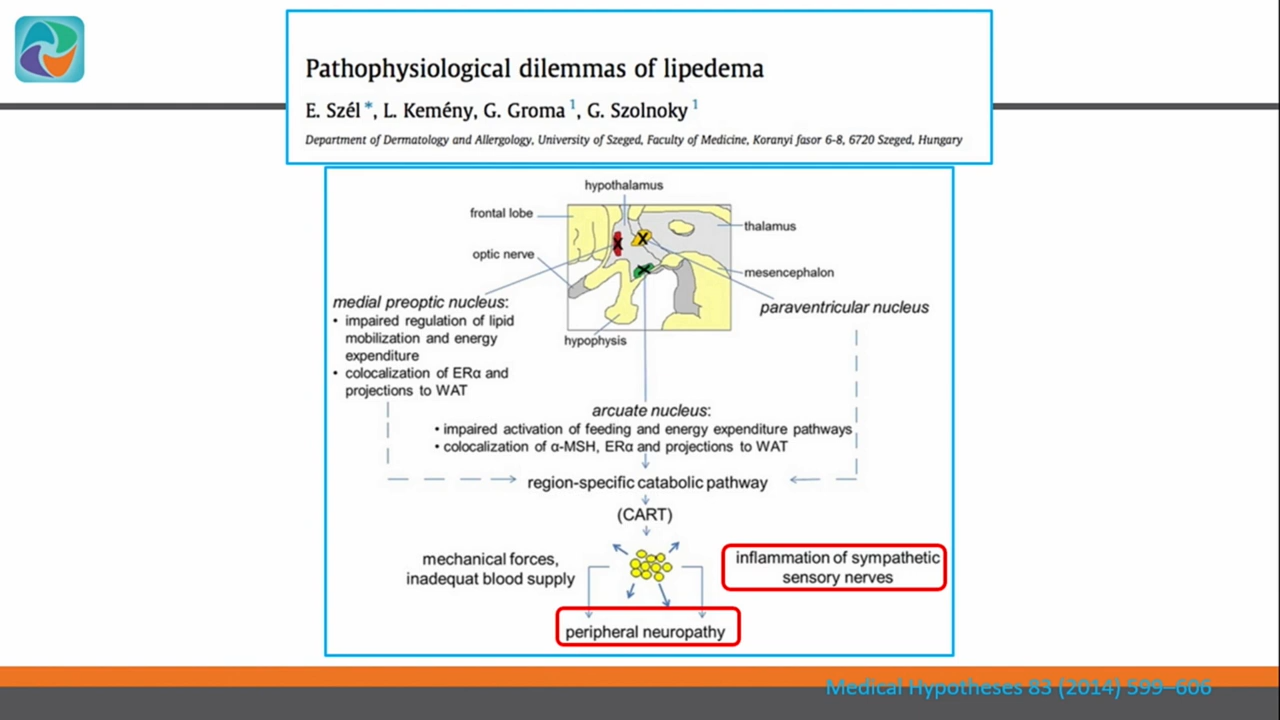 Pathophysiological dilemmas of lipedema
E. Szél *, L. Kemény, G. Groma 1, G. Szolnoky 1
Department of Dermatology and Allergology, University of Szeged, Faculty of Medicine, Koranyi fasor 6-8, 6720 Szeged, Hungary
hypothalamus
frontal lobe
thalamus
optic nerve
mesencephalon
medial preoptic nucleus:
• impaired regulation of lipid
mobilization and energy
expenditure
• colocalization of ERα and
projections to WAT
paraventricular nucleus
hypophysis
arcuate nucleus:
• impaired activation of feeding and energy expenditure pathways
• colocalization of α-MSH, ERα and projections to WAT
region-specific catabolic pathway
(CART)
mechanical forces,
inadequat blood supply
inflammation of sympathetic
sensory nerves
peripheral neuropathy
Medical Hypotheses 83 (2014) 599–606